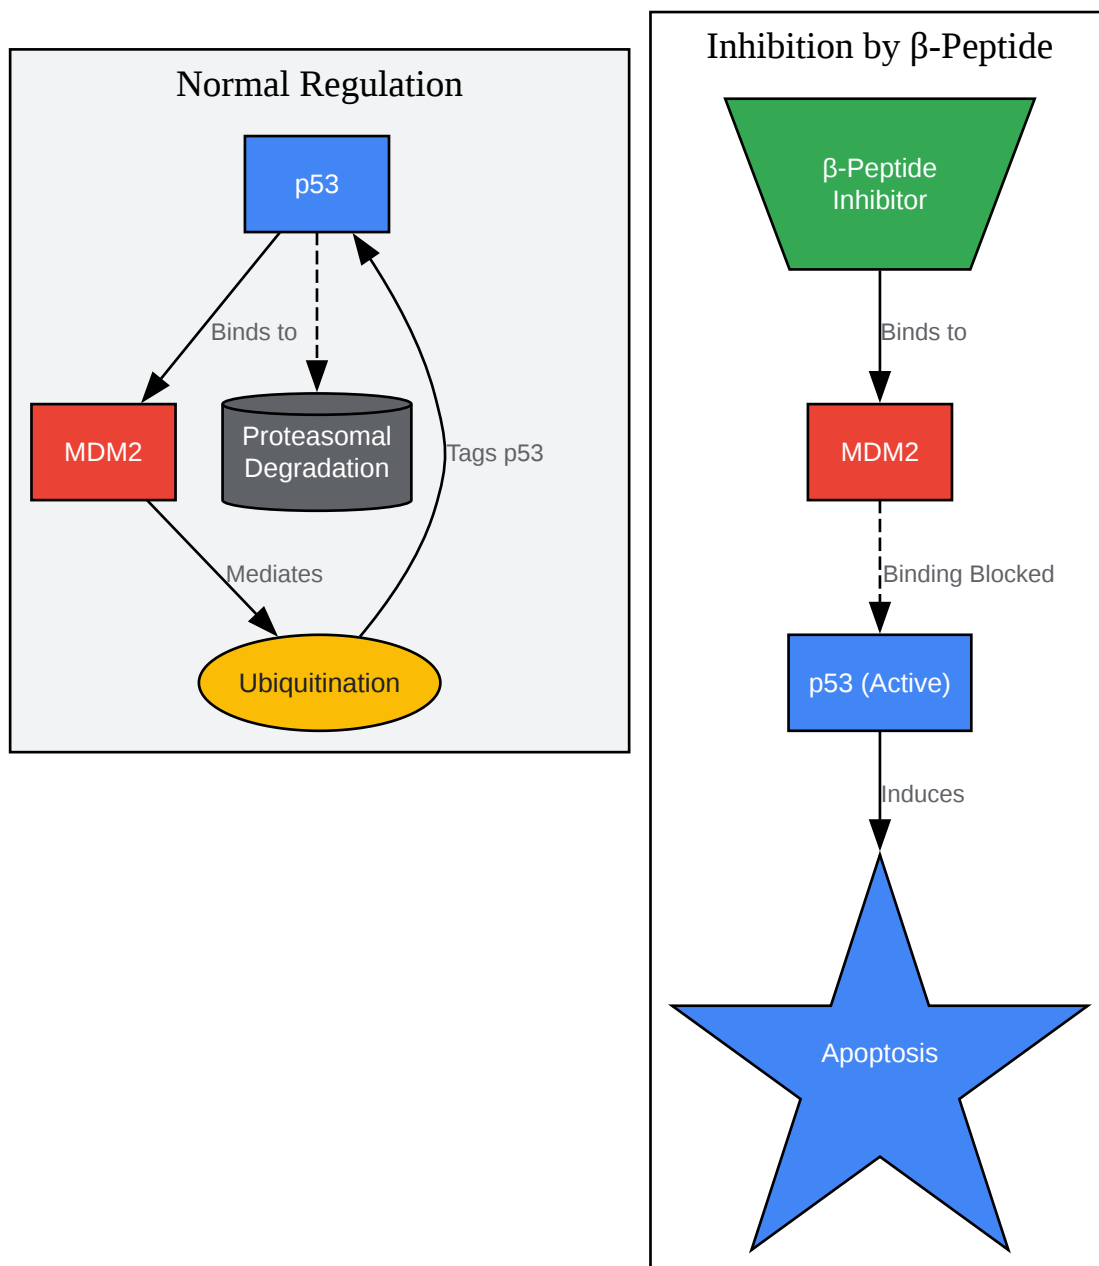 Normal Regulation
p53
Binds to
MDM2
Proteasomal
Degradation
Tags p53
Mediates
Ubiquitination
Inhibition by β-Peptide
β-Peptide
Inhibitor
Binds to
MDM2
Binding Blocked
p53 (Active)
Induces
Apoptosis